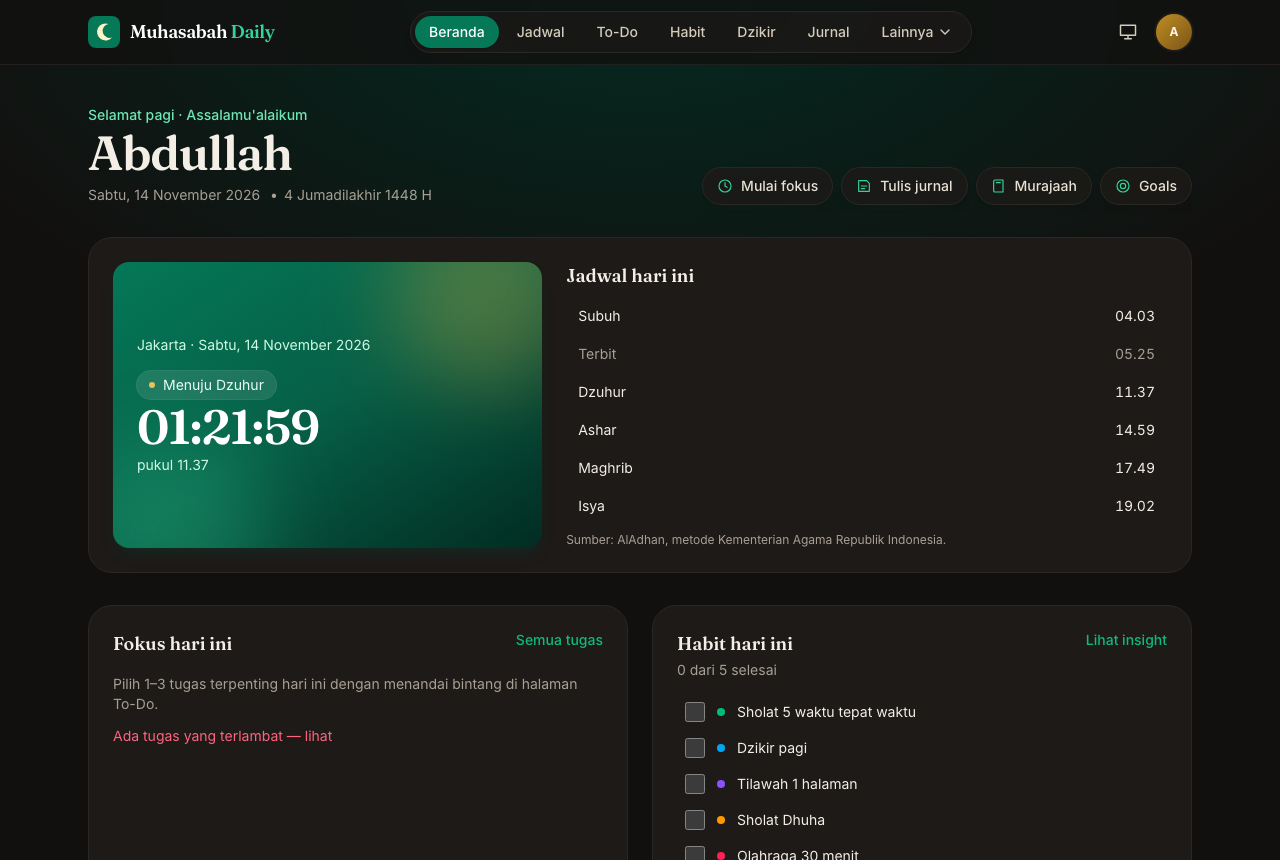 Muhasabah Daily
Beranda
Jadwal
To-Do
Habit
Dzikir
Jurnal
Lainnya
A
Selamat pagi · Assalamu'alaikum
Abdullah
Sabtu, 14 November 2026 • 4 Jumadilakhir 1448 H
Mulai fokus
Tulis jurnal
Murajaah
Goals
Jakarta · Sabtu, 14 November 2026
Menuju Dzuhur
01:21:59
pukul 11.37
Jadwal hari ini
Subuh 04.03
Terbit 05.25
Dzuhur 11.37
Ashar 14.59
Maghrib 17.49
Isya 19.02
Sumber: AlAdhan, metode Kementerian Agama Republik Indonesia.
Fokus hari ini
Semua tugas
Pilih 1–3 tugas terpenting hari ini dengan menandai bintang di halaman
To-Do.
Ada tugas yang terlambat — lihat
Habit hari ini
Lihat insight
0 dari 5 selesai
Sholat 5 waktu tepat waktu
Dzikir pagi
Tilawah 1 halaman
Sholat Dhuha
Olahraga 30 menit